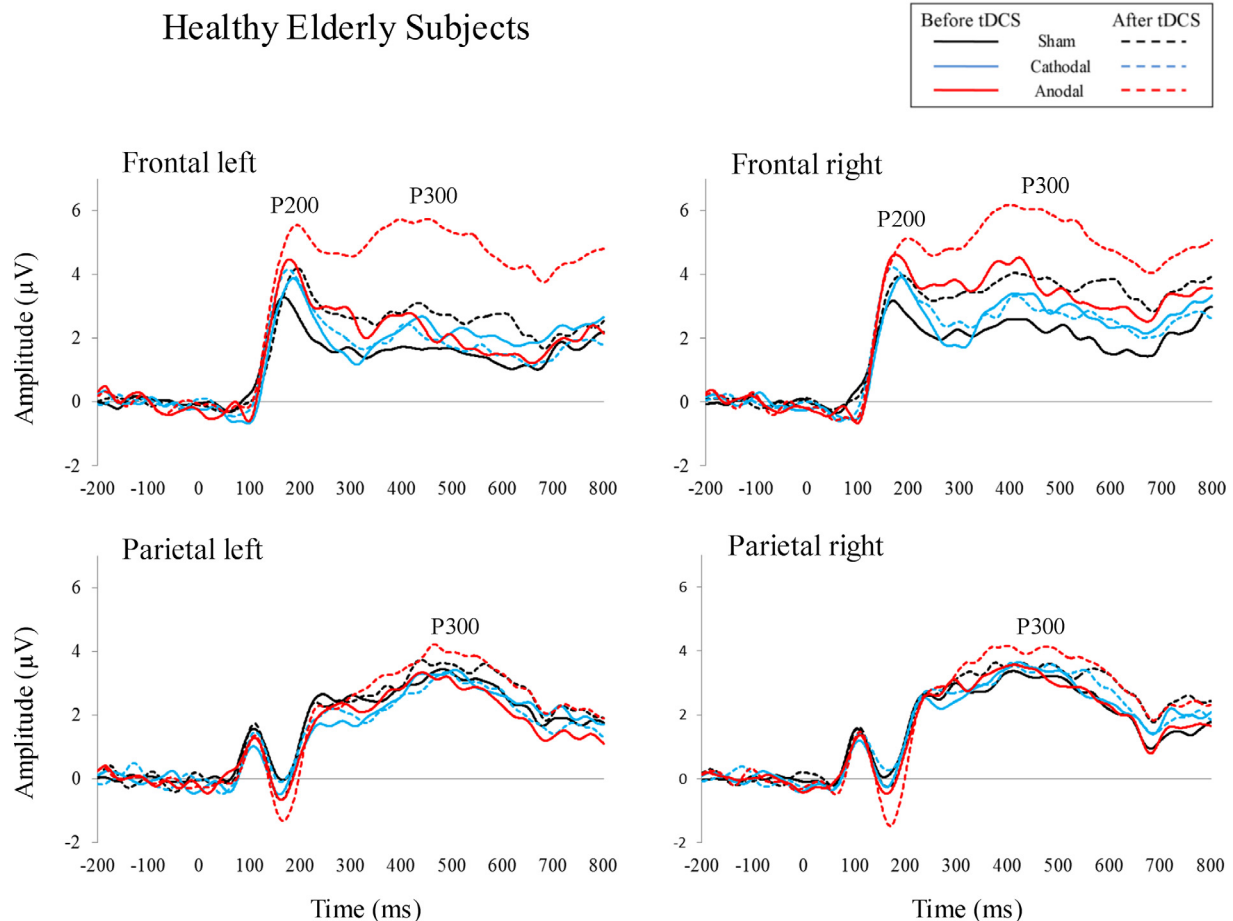 Healthy Elderly Subjects
Before tDCS After tDCS
Sham
Cathodal
Anodal
Frontal left
P200
P300
Amplitude (µV)
6
4
2
0
-2
-200 -100 0 100 200 300 400 500 600 700 800
Frontal right
P200
P300
6
4
2
0
-2
-200 -100 0 100 200 300 400 500 600 700 800
Parietal left
P300
Amplitude (µV)
6
4
2
0
-2
-200 -100 0 100 200 300 400 500 600 700 800
Time (ms)
Parietal right
P300
6
4
2
0
-2
-200 -100 0 100 200 300 400 500 600 700 800
Time (ms)